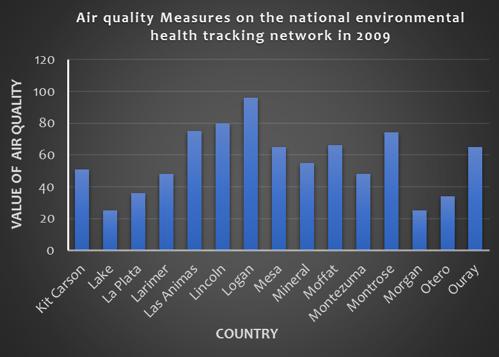 Air quality Measures on the national environmental
health tracking network in 2009
VALUE OF AIR QUALITY
120
100
80
60
40
20
0
Kit Carson
Lake
La Plata
Larimer
Las Animas
Lincoln
Logan
Mesa
Mineral
Moffat
Montezuma
Montrose
Morgan
Otero
Ouray
COUNTRY